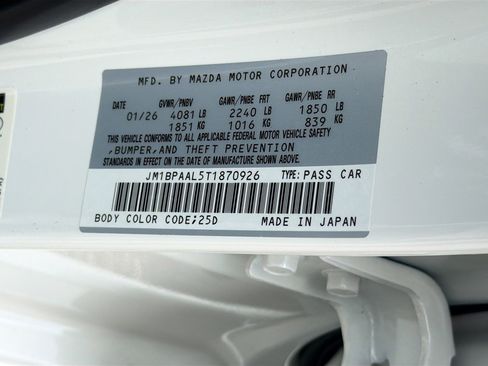 MFD. BY MAZDA MOTOR CORPORATION
DATE GVWR/PNBV GAWR/PNBE FRT GAWR/PNBE RR
01/26 4081 LB 2240 LB 1850 LB
1851 KG 1016 KG 839 KG
THIS VEHICLE CONFORMS TO ALL APPLICABLE FEDERAL MOTOR VEHICLE SAFETY
,BUMPER,AND THEFT PREVENTION
STANDARDS IN EFFECT ON THE DATE OF MANUFACTURE SHOWN ABOVE.
JM1BPAAL5T1870926 TYPE: PASS CAR
BODY COLOR CODE;25D MADE IN JAPAN